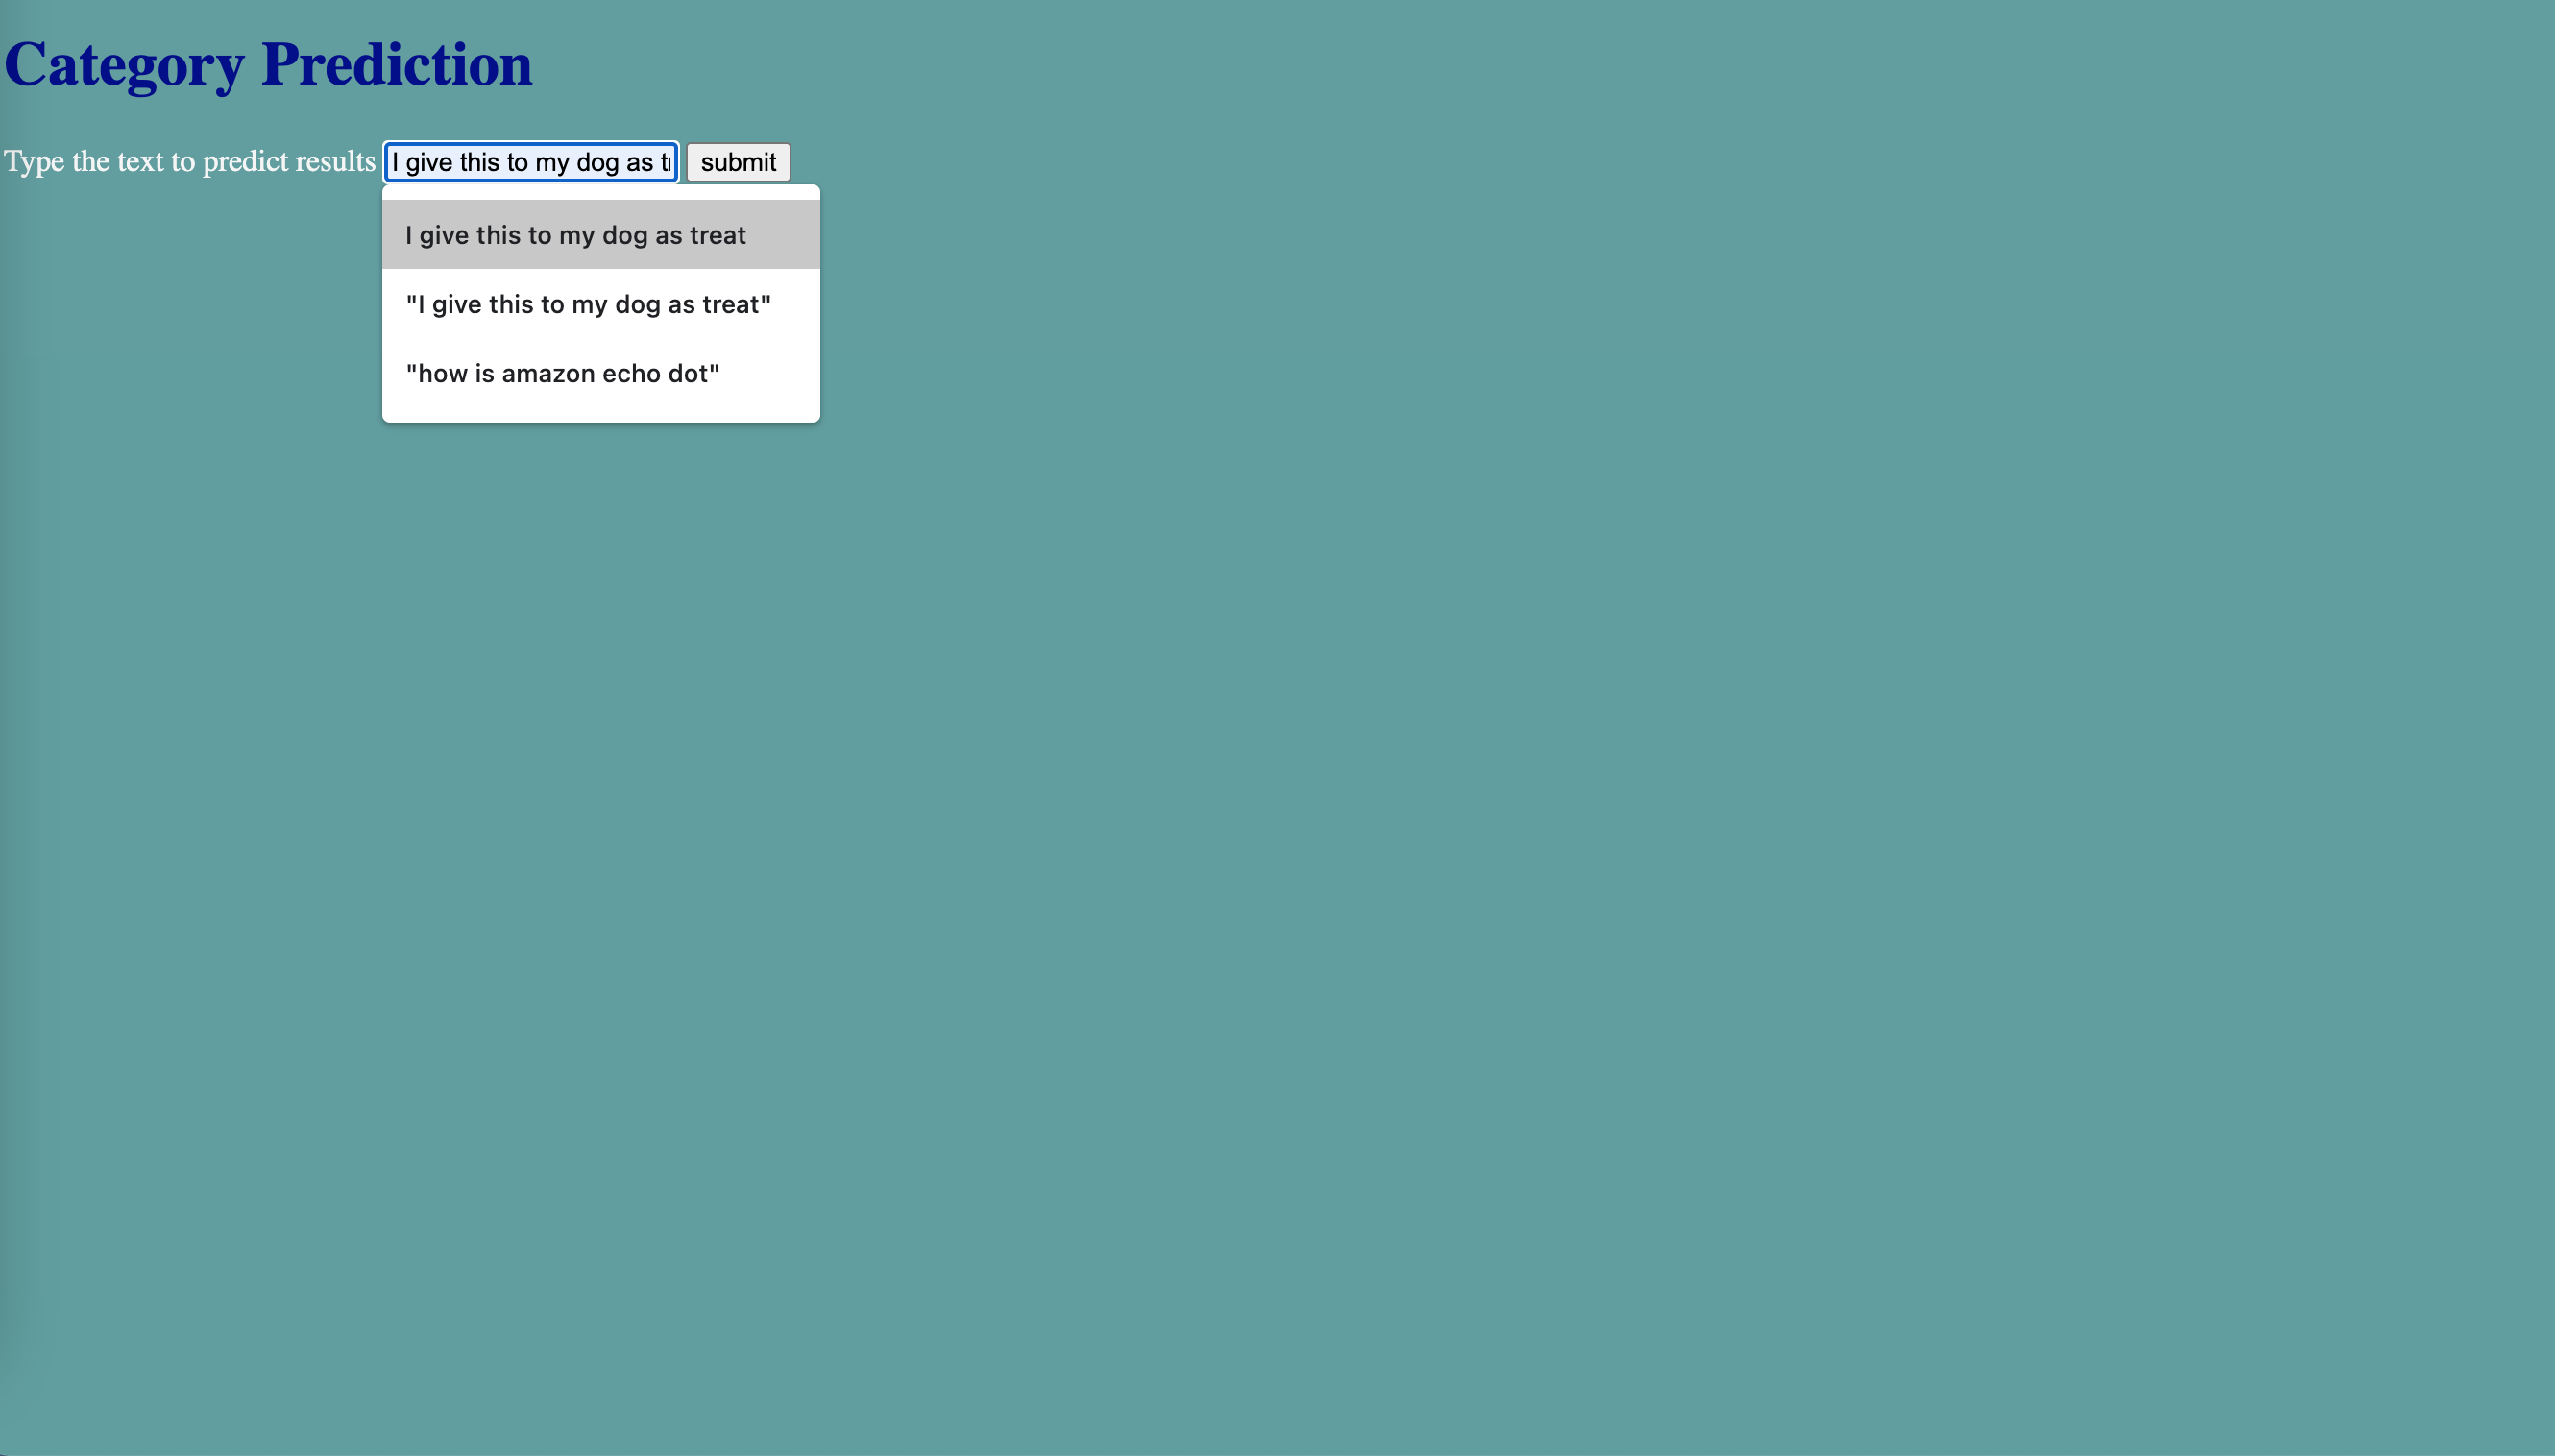 Category Prediction
Type the text to predict results I give this to my dog as tr submit
I give this to my dog as treat
"I give this to my dog as treat"
"how is amazon echo dot"